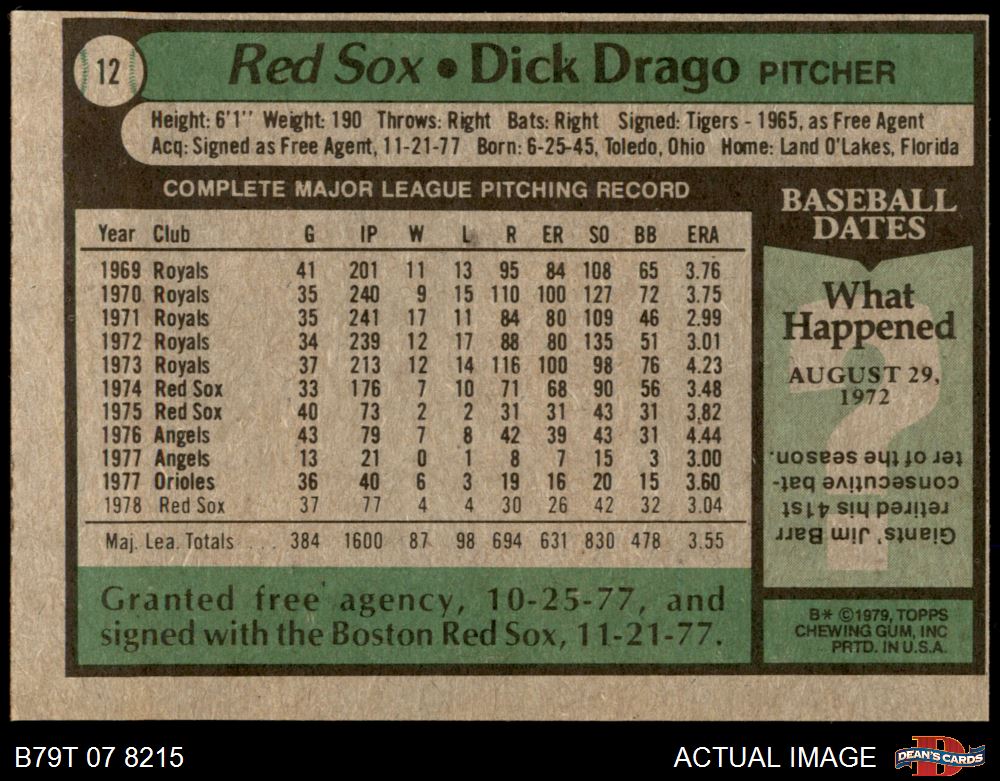 12
Red Sox • Dick Drago PITCHER
Height: 6'1" Weight: 190 Throws: Right Bats: Right Signed: Tigers - 1965, as Free Agent
Acq: Signed as Free Agent, 11-21-77 Born: 6-25-45, Toledo, Ohio Home: Land O'Lakes, Florida
COMPLETE MAJOR LEAGUE PITCHING RECORD
Year Club G IP W L R ER SO BB ERA
1969 Royals 41 201 11 13 95 84 108 65 3.76
1970 Royals 35 240 9 15 110 100 127 72 3.75
1971 Royals 35 241 17 11 84 80 109 46 2.99
1972 Royals 34 239 12 17 88 80 135 51 3.01
1973 Royals 37 213 12 14 116 100 98 76 4.23
1974 Red Sox 33 176 7 10 71 68 90 56 3.48
1975 Red Sox 40 73 2 2 31 31 43 31 3.82
1976 Angels 43 79 7 8 42 39 43 31 4.44
1977 Angels 13 21 0 1 8 7 15 3 3.00
1977 Orioles 36 40 6 3 19 16 20 15 3.60
1978 Red Sox 37 77 4 4 30 26 42 32 3.04
Maj. Lea. Totals ... 384 1600 87 98 694 631 830 478 3.55
Granted free agency, 10-25-77, and
signed with the Boston Red Sox, 11-21-77.
BASEBALL
DATES
What
Happened
AUGUST 29,
1972
?
Giants' Jim Barr
retired his 41st
consecutive bat-
ter of the season.
B* ©1979, TOPPS
CHEWING GUM, INC
PRTD. IN U.S.A.
B79T 07 8215
ACTUAL IMAGE
D
DEAN'S CARDS